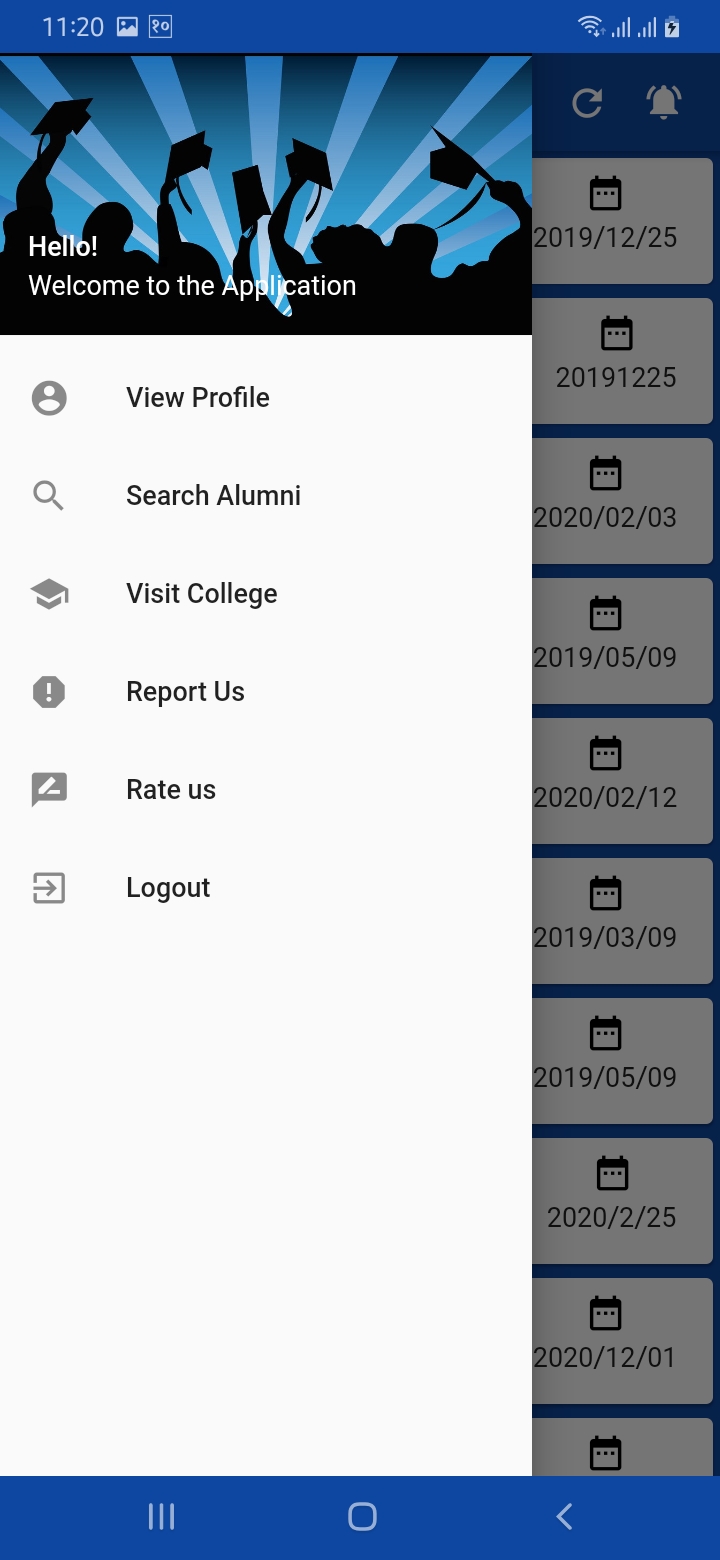 11:20 १०
Hello!
Welcome to the Application
View Profile
Search Alumni
Visit College
Report Us
Rate us
Logout
2019/12/25
20191225
2020/02/03
2019/05/09
2020/02/12
2019/03/09
2019/05/09
2020/2/25
2020/12/01